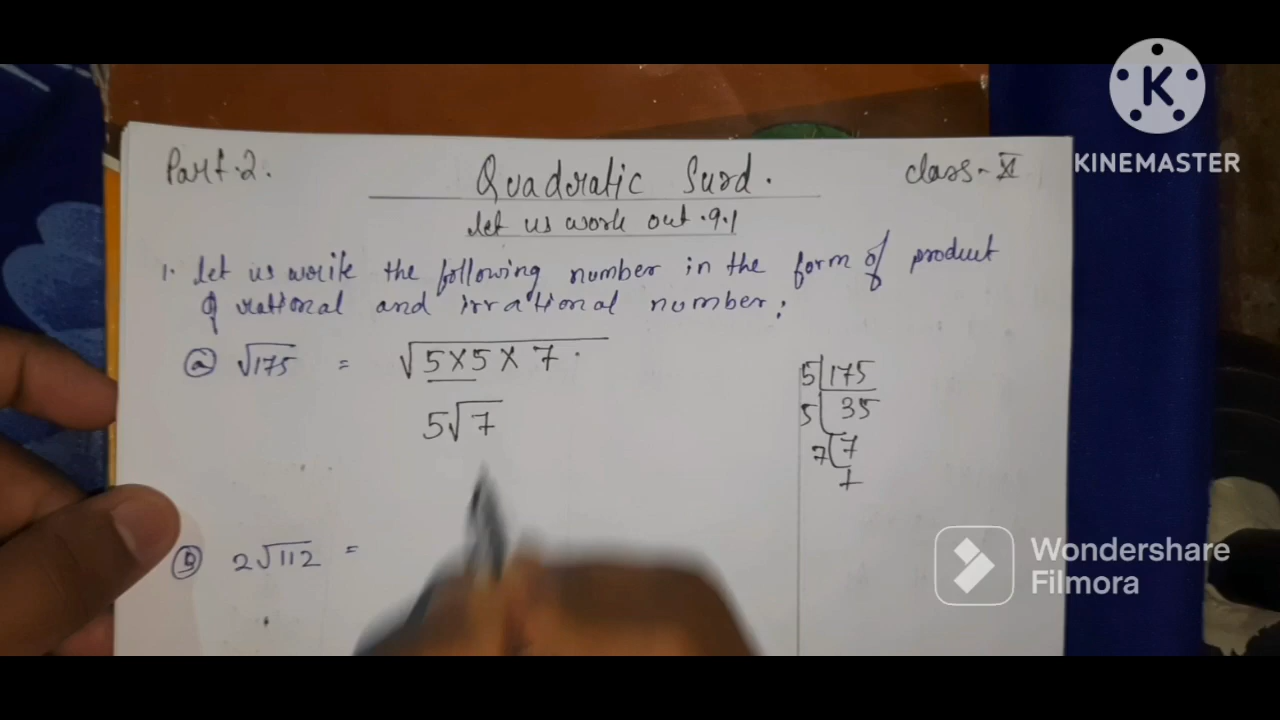 Part.2.
Quadratic Surd.
class-XI
let us work out.9.1
1. let us write the following number in the form of product
of rational and irrational number;
(a) √175 = √5×5×7.
5√7
5 175
5 35
7 7
1
(b) 2√112 =
K
KINEMASTER
Wondershare
Filmora